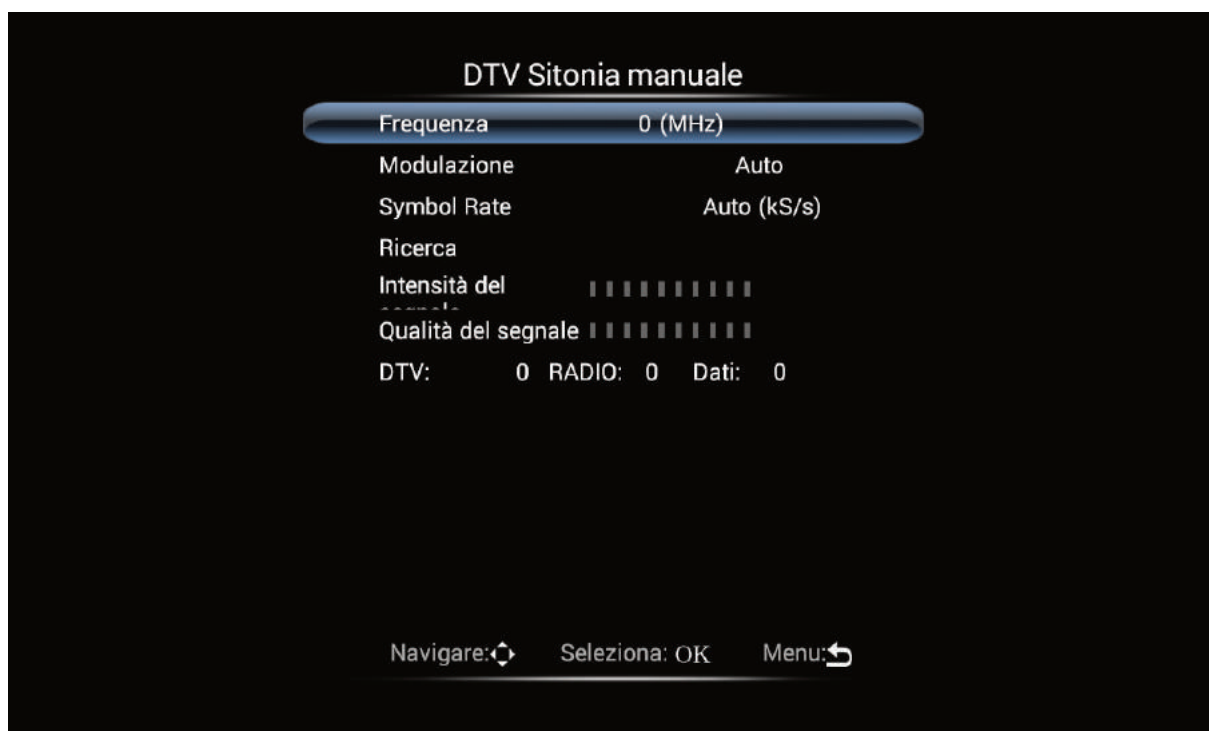 DTV Sitonia manuale
Frequenza 0 (MHz)
Modulazione Auto
Symbol Rate Auto (kS/s)
Ricerca
Intensità del
Qualità del segnale
DTV: 0 RADIO: 0 Dati: 0
Navigare: Seleziona: OK Menu: